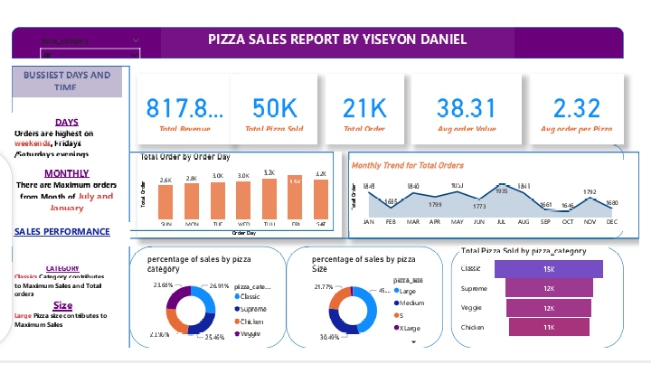 PIZZA SALES REPORT BY YISEYON DANIEL
BUSSIEST DAYS AND
TIME
DAYS
Orders are highest on
weekends, Fridays
/Saturdays evenings
MONTHLY
There are Maximum orders
from Month of July and
January
SALES PERFORMANCE
CATEGORY
Classics Category contributes
to Maximum Sales and Total
orders
Size
Large Pizza size contributes to
Maximum Sales
817.8...
Total Revenue
50K
Total Pizza Sold
21K
Total Order
38.31
Avg order Value
2.32
Avg order per Pizza
Total Order by Order Day
Total Order
2.6K 2.8K 3.0K 3.0K 3.2K 3.5K 3.2K
SUN MON TUE WED THU FRI SAT
Order Day
Monthly Trend for Total Orders
Total Order
1845 1685 1840 1799 1853 1773 1935 1841 1661 1646 1792 1680
JAN FEB MAR APR MAY JUN JUL AUG SEP OCT NOV DEC
percentage of sales by pizza
category
23.68%
26.91%
25.46%
pizza_cate...
Classic
Supreme
Chicken
Veggie
percentage of sales by pizza
Size
21.77%
45....
30.49%
pizza_size
Large
Medium
S
X Large
Total Pizza Sold by pizza_category
Classic 15K
Supreme 12K
Veggie 12K
Chicken 11K